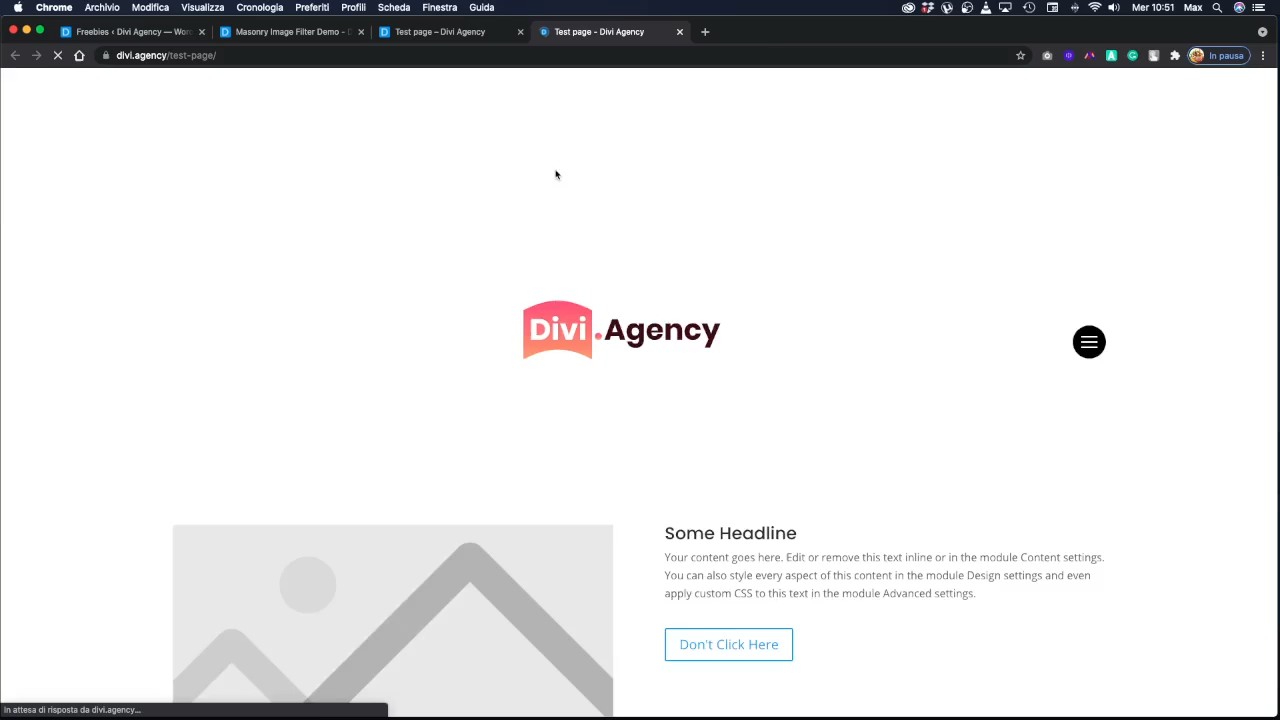 Chrome Archivio Modifica Visualizza Cronologia Preferiti Profili Scheda Finestra Guida Mer 10:51 Max
Freebies ‹ Divi Agency — Wor
Masonry Image Filter Demo - D
Test page – Divi Agency
Test page - Divi Agency
divi.agency/test-page/
In pausa
Divi.Agency
Some Headline
Your content goes here. Edit or remove this text inline or in the module Content settings.
You can also style every aspect of this content in the module Design settings and even
apply custom CSS to this text in the module Advanced settings.
Don't Click Here
In attesa di risposta da divi.agency...